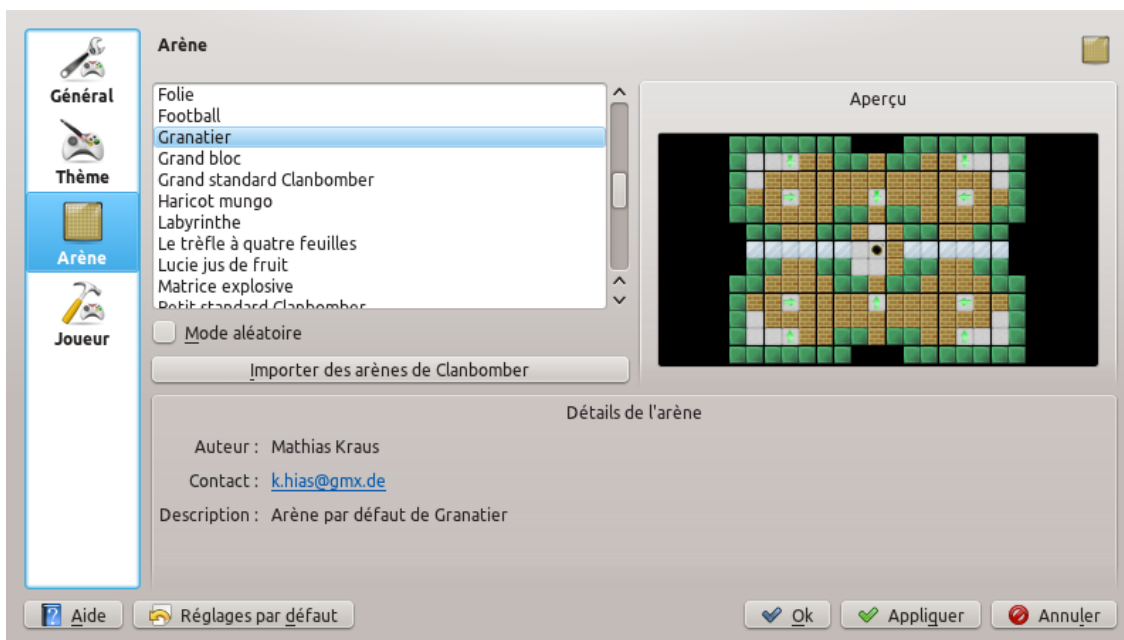 Général
Thème
Arène
Joueur
Arène
Folie
Football
Granatier
Grand bloc
Grand standard Clanbomber
Haricot mungo
Labyrinthe
Le trèfle à quatre feuilles
Lucie jus de fruit
Matrice explosive
Petit standard Clanbomber
Mode aléatoire
Importer des arènes de Clanbomber
Aperçu
Détails de l'arène
Auteur : Mathias Kraus
Contact : k.hias@gmx.de
Description : Arène par défaut de Granatier
Aide
Réglages par défaut
Ok
Appliquer
Annuler